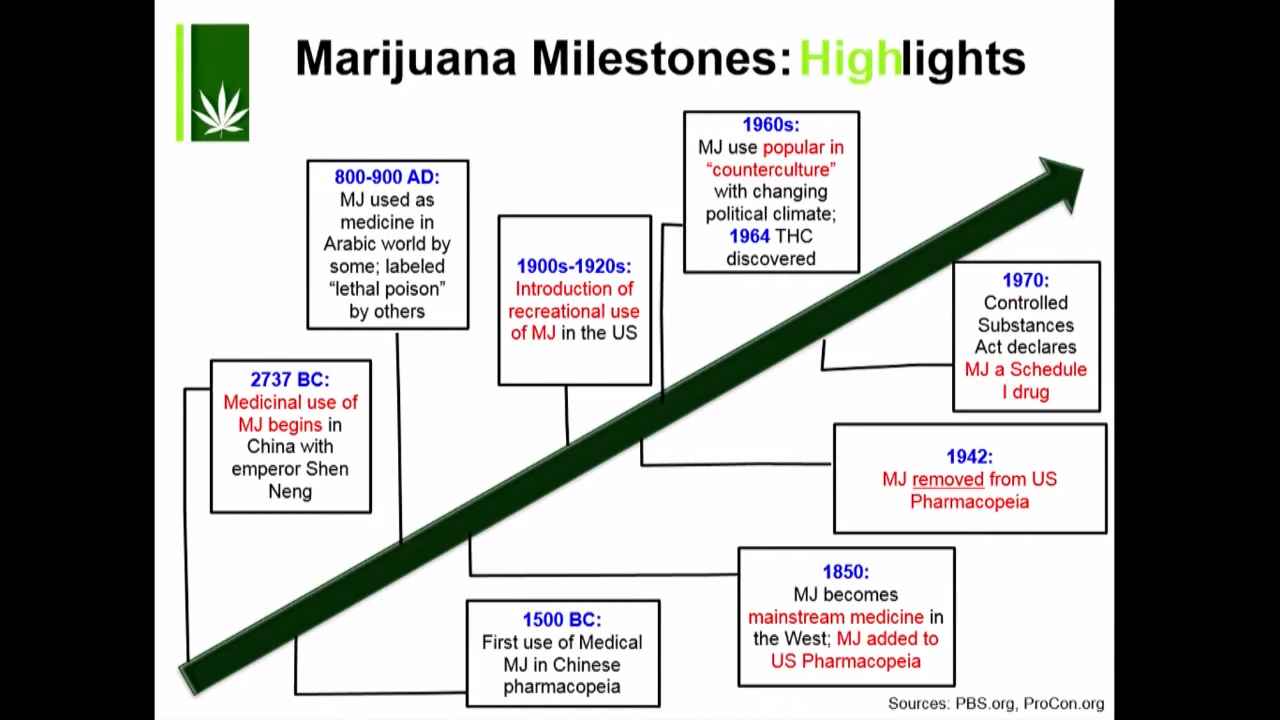 Marijuana Milestones: Highlights
800-900 AD:
MJ used as
medicine in
Arabic world by
some; labeled
“lethal poison”
by others
1960s:
MJ use popular in
“counterculture”
with changing
political climate;
1964 THC
discovered
1900s-1920s:
Introduction of
recreational use
of MJ in the US
1970:
Controlled
Substances
Act declares
MJ a Schedule
I drug
2737 BC:
Medicinal use of
MJ begins in
China with
emperor Shen
Neng
1942:
MJ removed from US
Pharmacopeia
1850:
MJ becomes
mainstream medicine in
the West; MJ added to
US Pharmacopeia
1500 BC:
First use of Medical
MJ in Chinese
pharmacopeia
Sources: PBS.org, ProCon.org